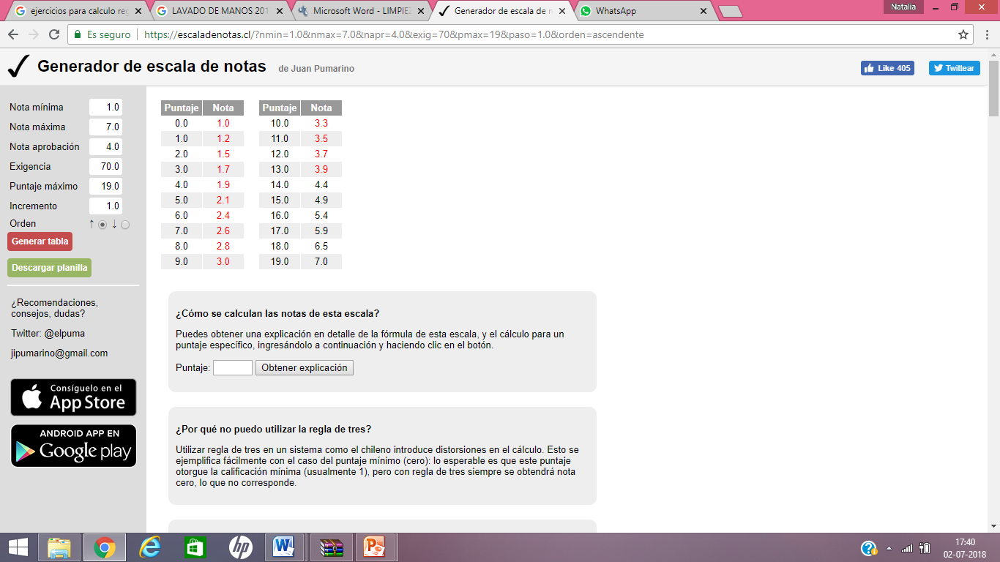 ejercicios para calculo reg
LAVADO DE MANOS 201
Microsoft Word - LIMPIEZ
Generador de escala de n
WhatsApp
Natalia
Es seguro
https://escaladenotas.cl/?nmin=1.0&nmax=7.0&napr=4.0&exig=70&pmax=19&paso=1.0&orden=ascendente
Generador de escala de notas de Juan Pumarino
Like 405
Twittear
Nota mínima 1.0
Nota máxima 7.0
Nota aprobación 4.0
Exigencia 70.0
Puntaje máximo 19.0
Incremento 1.0
Orden ↑ ↓
Generar tabla
Descargar planilla
¿Recomendaciones,
consejos, dudas?
Twitter: @elpuma
jipumarino@gmail.com
Consíguelo en el
App Store
ANDROID APP EN
Google play
Puntaje Nota Puntaje Nota
0.0 1.0 10.0 3.3
1.0 1.2 11.0 3.5
2.0 1.5 12.0 3.7
3.0 1.7 13.0 3.9
4.0 1.9 14.0 4.4
5.0 2.1 15.0 4.9
6.0 2.4 16.0 5.4
7.0 2.6 17.0 5.9
8.0 2.8 18.0 6.5
9.0 3.0 19.0 7.0
¿Cómo se calculan las notas de esta escala?
Puedes obtener una explicación en detalle de la fórmula de esta escala, y el cálculo para un
puntaje específico, ingresándolo a continuación y haciendo clic en el botón.
Puntaje: Obtener explicación
¿Por qué no puedo utilizar la regla de tres?
Utilizar regla de tres en un sistema como el chileno introduce distorsiones en el cálculo. Esto se
ejemplifica fácilmente con el caso del puntaje mínimo (cero): lo esperable es que este puntaje
otorgue la calificación mínima (usualmente 1), pero con regla de tres siempre se obtendrá nota
cero, lo que no corresponde.
17:40
02-07-2018